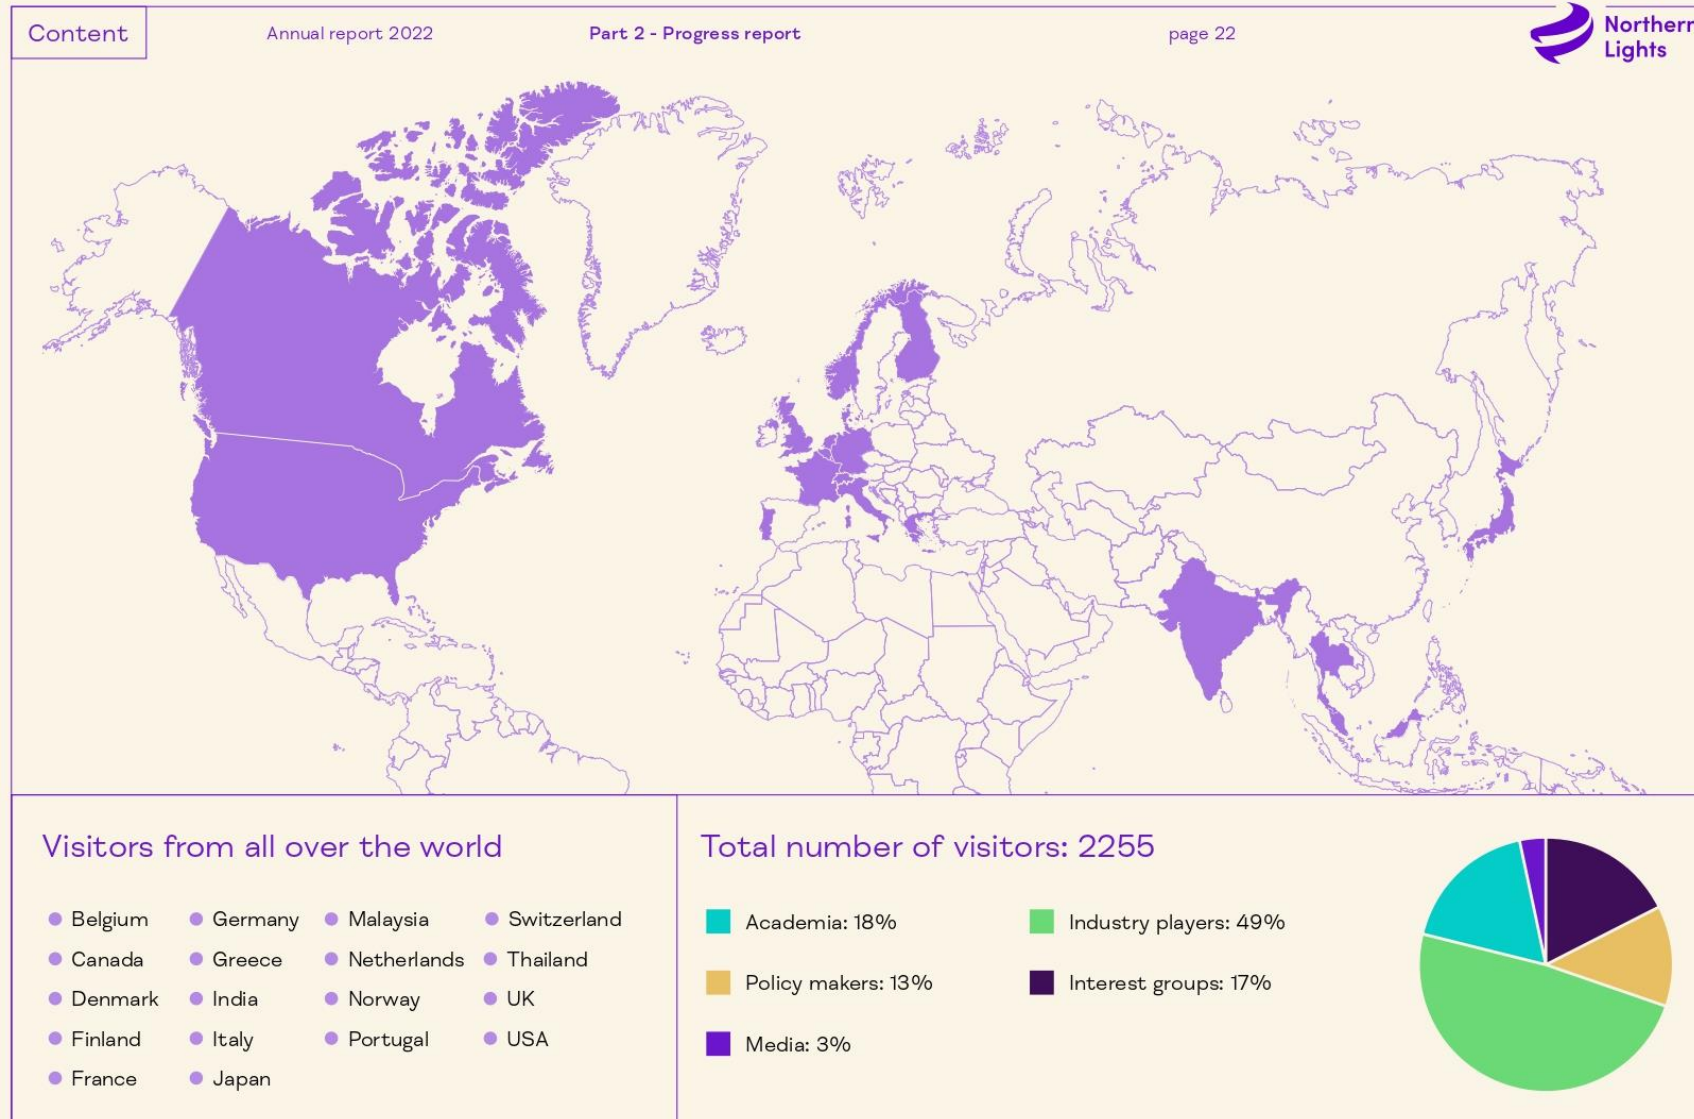 Content
Annual report 2022
Part 2 - Progress report
page 22
Northern
Lights
Visitors from all over the world
Belgium
Canada
Denmark
Finland
France
Germany
Greece
India
Italy
Japan
Malaysia
Netherlands
Norway
Portugal
Switzerland
Thailand
UK
USA
Total number of visitors: 2255
Academia: 18%
Policy makers: 13%
Media: 3%
Industry players: 49%
Interest groups: 17%